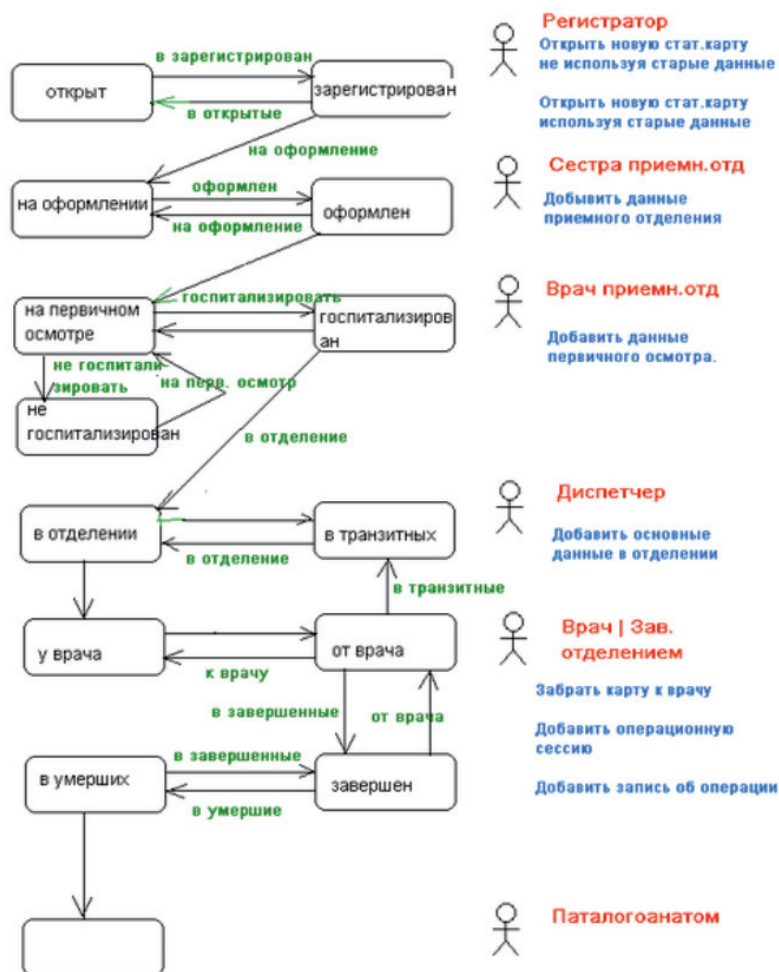 Регистратор
в зарегистрирован
Открыть новую стат.карту
не используя старые данные
открыт
зарегистрирован
в открытые
Открыть новую стат.карту
используя старые данные
на оформление
Сестра приемн.отд
оформлен
на оформлении
Добывить данные
приемного отделения
оформлен
на оформление
Врач приемн.отд
госпитализировать
на первичном
осмотре
госпитализиров
ан
Добавить данные
первичного осмотра.
не госпитали
зировать
на перв. осмотр
не
госпитализирован
в отделение
Диспетчер
в отделении
в транзитных
Добавить основные
данные в отделении
в отделение
в транзитные
Врач | Зав.
отделением
у врача
от врача
к врачу
Забрать карту к врачу
в завершенные
от врача
Добавить операционную
сессию
в завершенные
в умерших
завершен
Добавить запись об операции
в умершие
Паталогоанатом